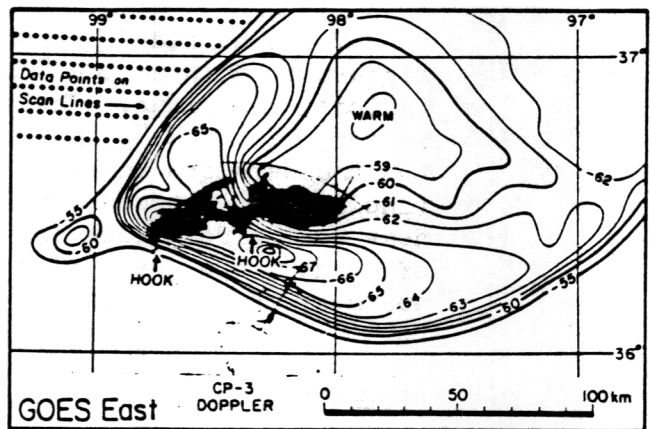 99° 98° 97°
37°
Data Points on
Scan Lines
WARM
-65
-59
-60
-61
-62
-62
-55
-60
HOOK
HOOK
-67
-66
-65
-64
-63
-60
-55
36°
GOES East
CP-3
DOPPLER
0 50 100 km